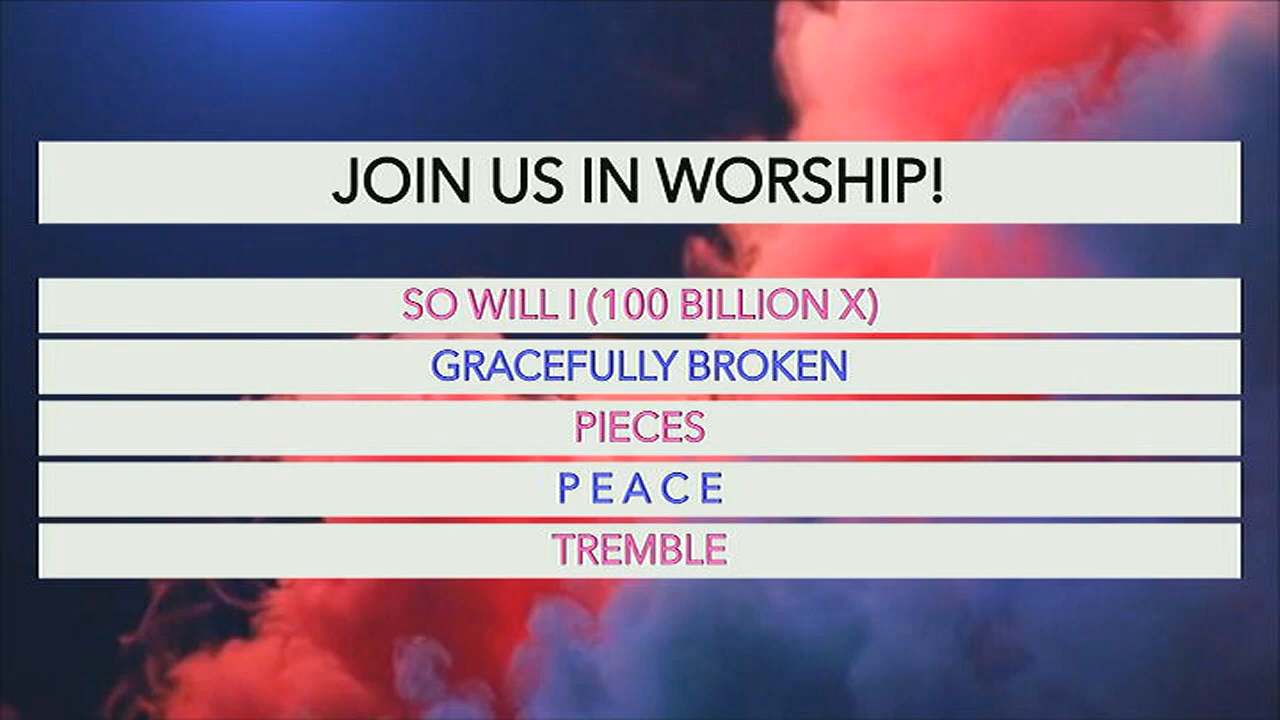 JOIN US IN WORSHIP!
SO WILL I (100 BILLION X)
GRACEFULLY BROKEN
PIECES
P E A C E
TREMBLE